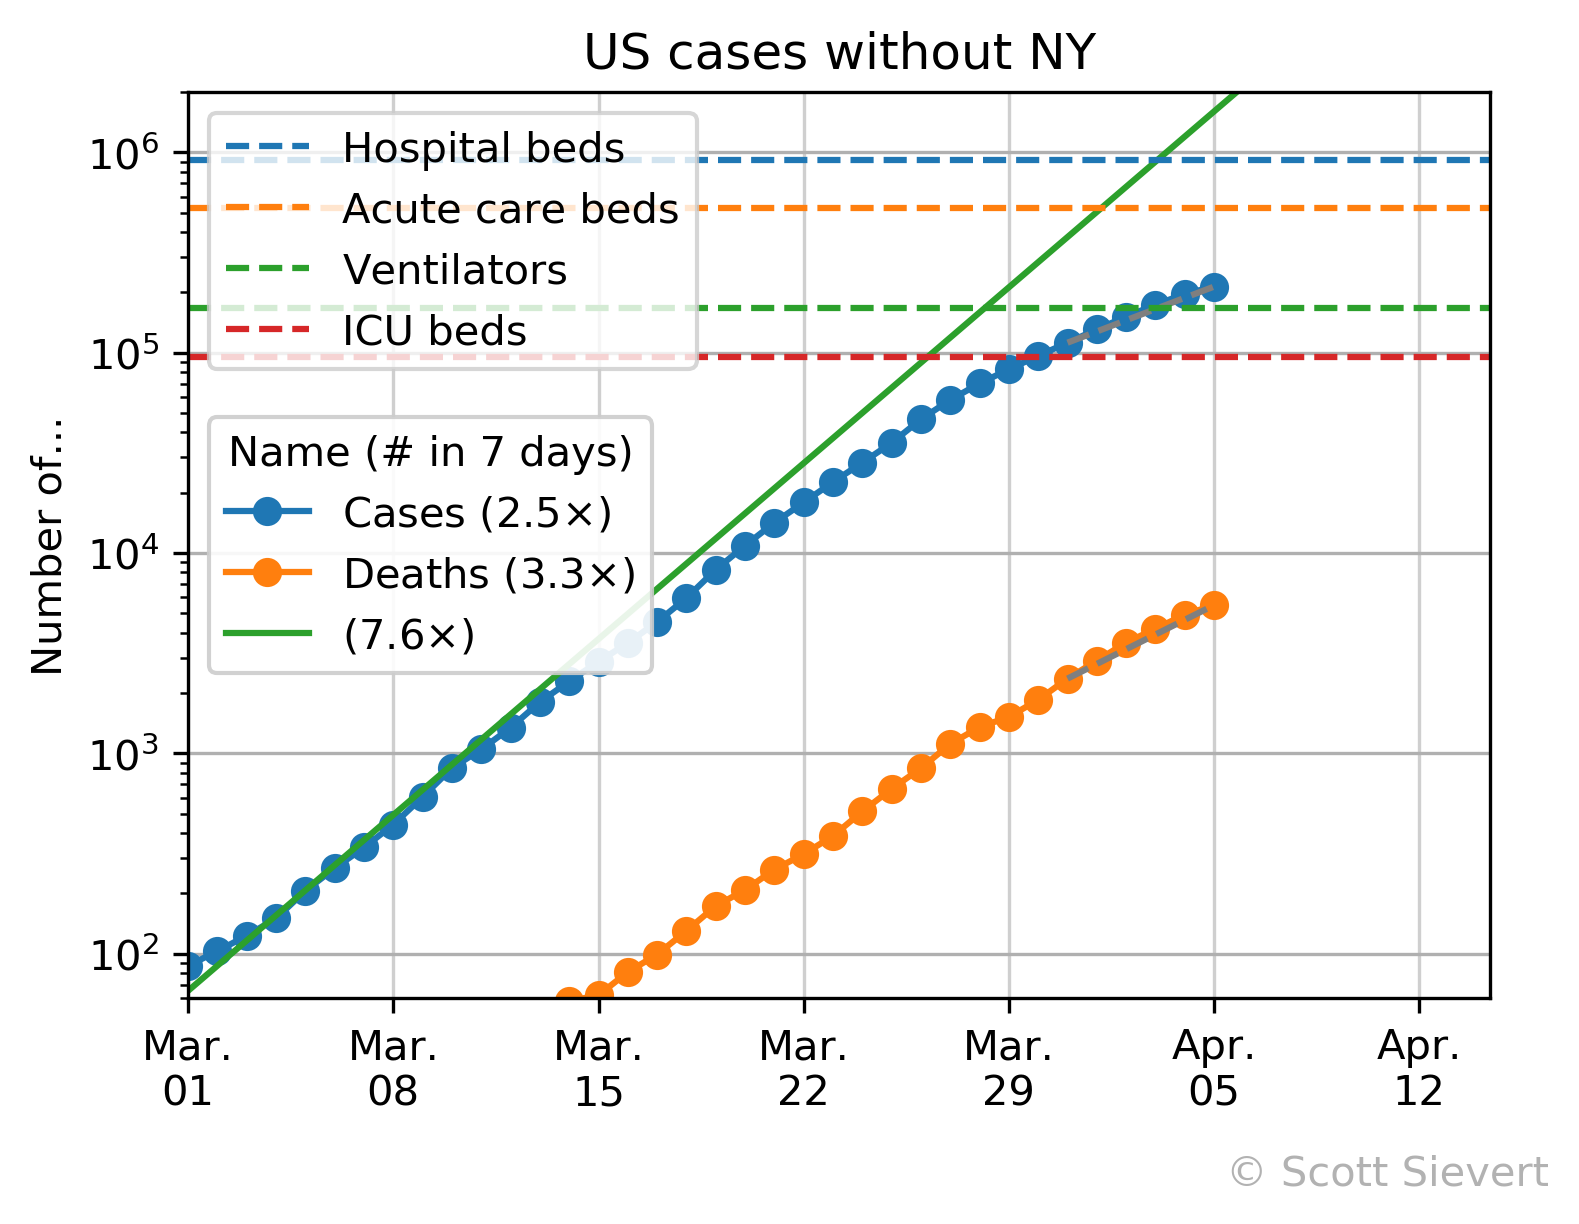 US cases without NY
Hospital beds
Acute care beds
Ventilators
ICU beds
Name (# in 7 days)
Cases (2.5×)
Deaths (3.3×)
(7.6×)
Number of...
10⁶
10⁵
10⁴
10³
10²
Mar. 01
Mar. 08
Mar. 15
Mar. 22
Mar. 29
Apr. 05
Apr. 12
© Scott Sievert